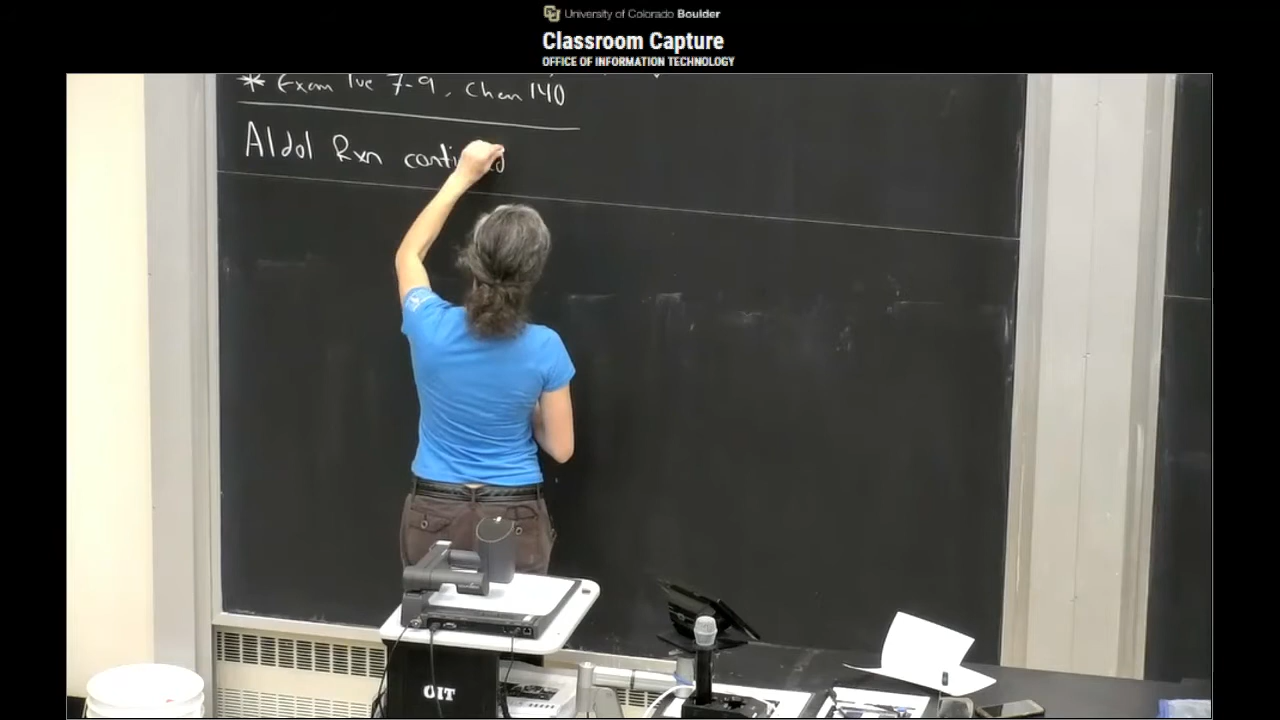 University of Colorado Boulder
Classroom Capture
OFFICE OF INFORMATION TECHNOLOGY
* Exam Tue 7-9, Chem 140
Aldol Rxn
OIT